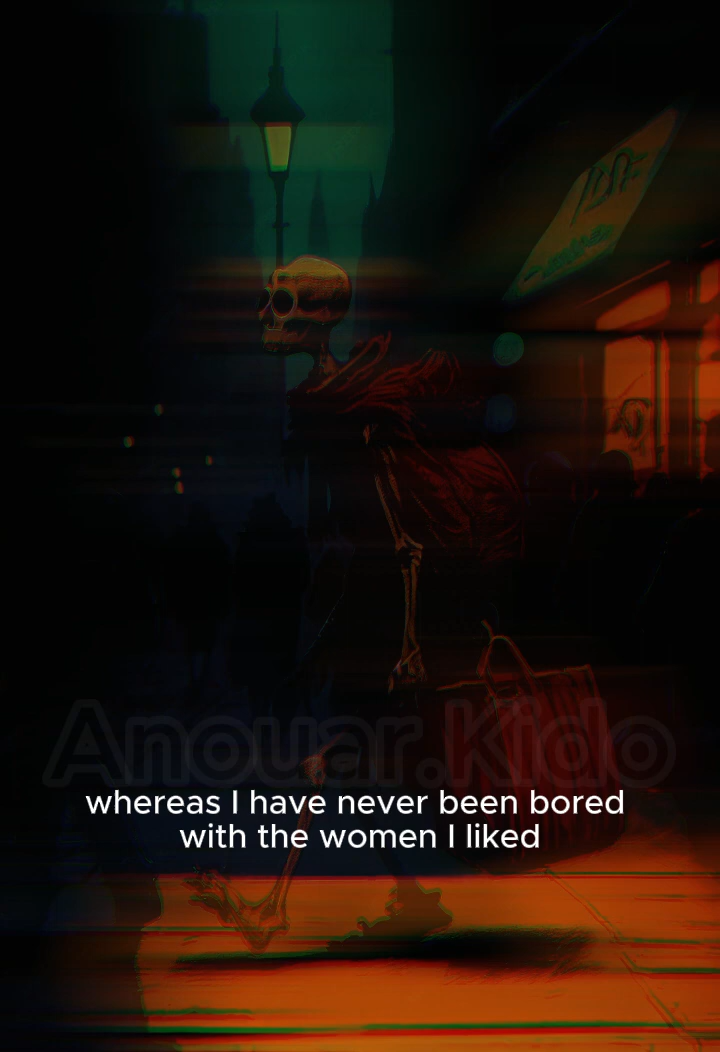 Anouar.Kido
whereas I have never been bored
with the women I liked